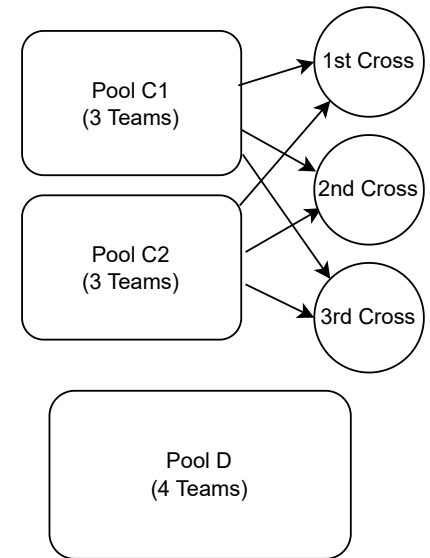 Pool C1
(3 Teams)
1st Cross
2nd Cross
Pool C2
(3 Teams)
3rd Cross
Pool D
(4 Teams)